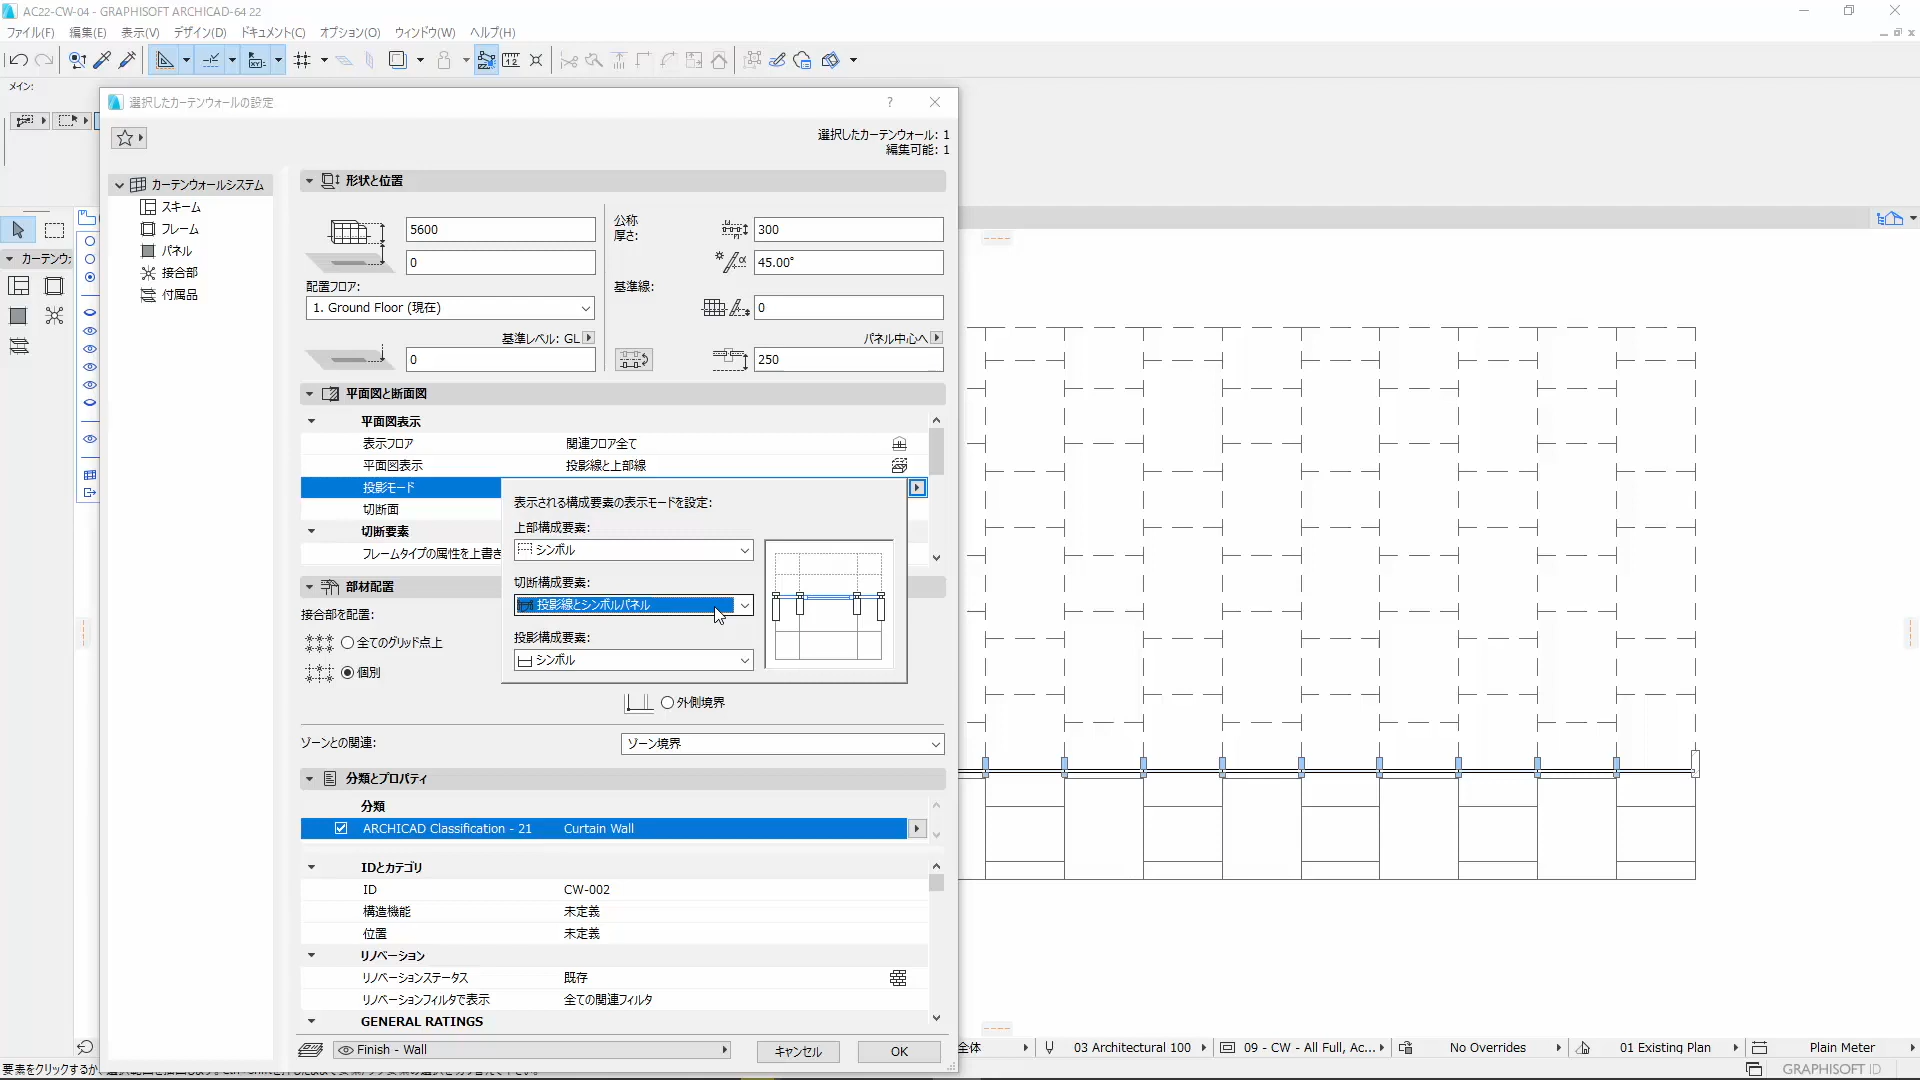 AC22-CW-04 - GRAPHISOFT ARCHICAD-64 22
ファイル(F) 編集(E) 表示(V) デザイン(D) ドキュメント(C) オプション(O) ウィンドウ(W) ヘルプ(H)
メイン:
選択したカーテンウォールの設定
?
選択したカーテンウォール: 1
編集可能: 1
カーテンウォールシステム
スキーム
フレーム
パネル
接合部
付属品
カーテンウ
形状と位置
5600
0
配置フロア:
1. Ground Floor (現在)
基準レベル: GL
0
公称
厚さ:
300
45.00°
基準線:
0
パネル中心へ
250
平面図と断面図
平面図表示
表示フロア 関連フロア全て
平面図表示 投影線と上部線
投影モード
切断面
切断要素
フレームタイプの属性を上書き
表示される構成要素の表示モードを設定:
上部構成要素:
シンボル
切断構成要素:
投影線とシンボルパネル
投影構成要素:
シンボル
部材配置
接合部を配置:
全てのグリッド点上
個別
外側境界
ゾーンとの関連:
ゾーン境界
分類とプロパティ
分類
ARCHICAD Classification - 21 Curtain Wall
IDとカテゴリ
ID CW-002
構造機能 未定義
位置 未定義
リノベーション
リノベーションステータス 既存
リノベーションフィルタで表示 全ての関連フィルタ
GENERAL RATINGS
Finish - Wall
キャンセル
OK
全体
03 Architectural 100
09 - CW - All Full, Ac...
No Overrides
01 Existing Plan
Plain Meter
要素をクリックするか、
GRAPHISOFT ID